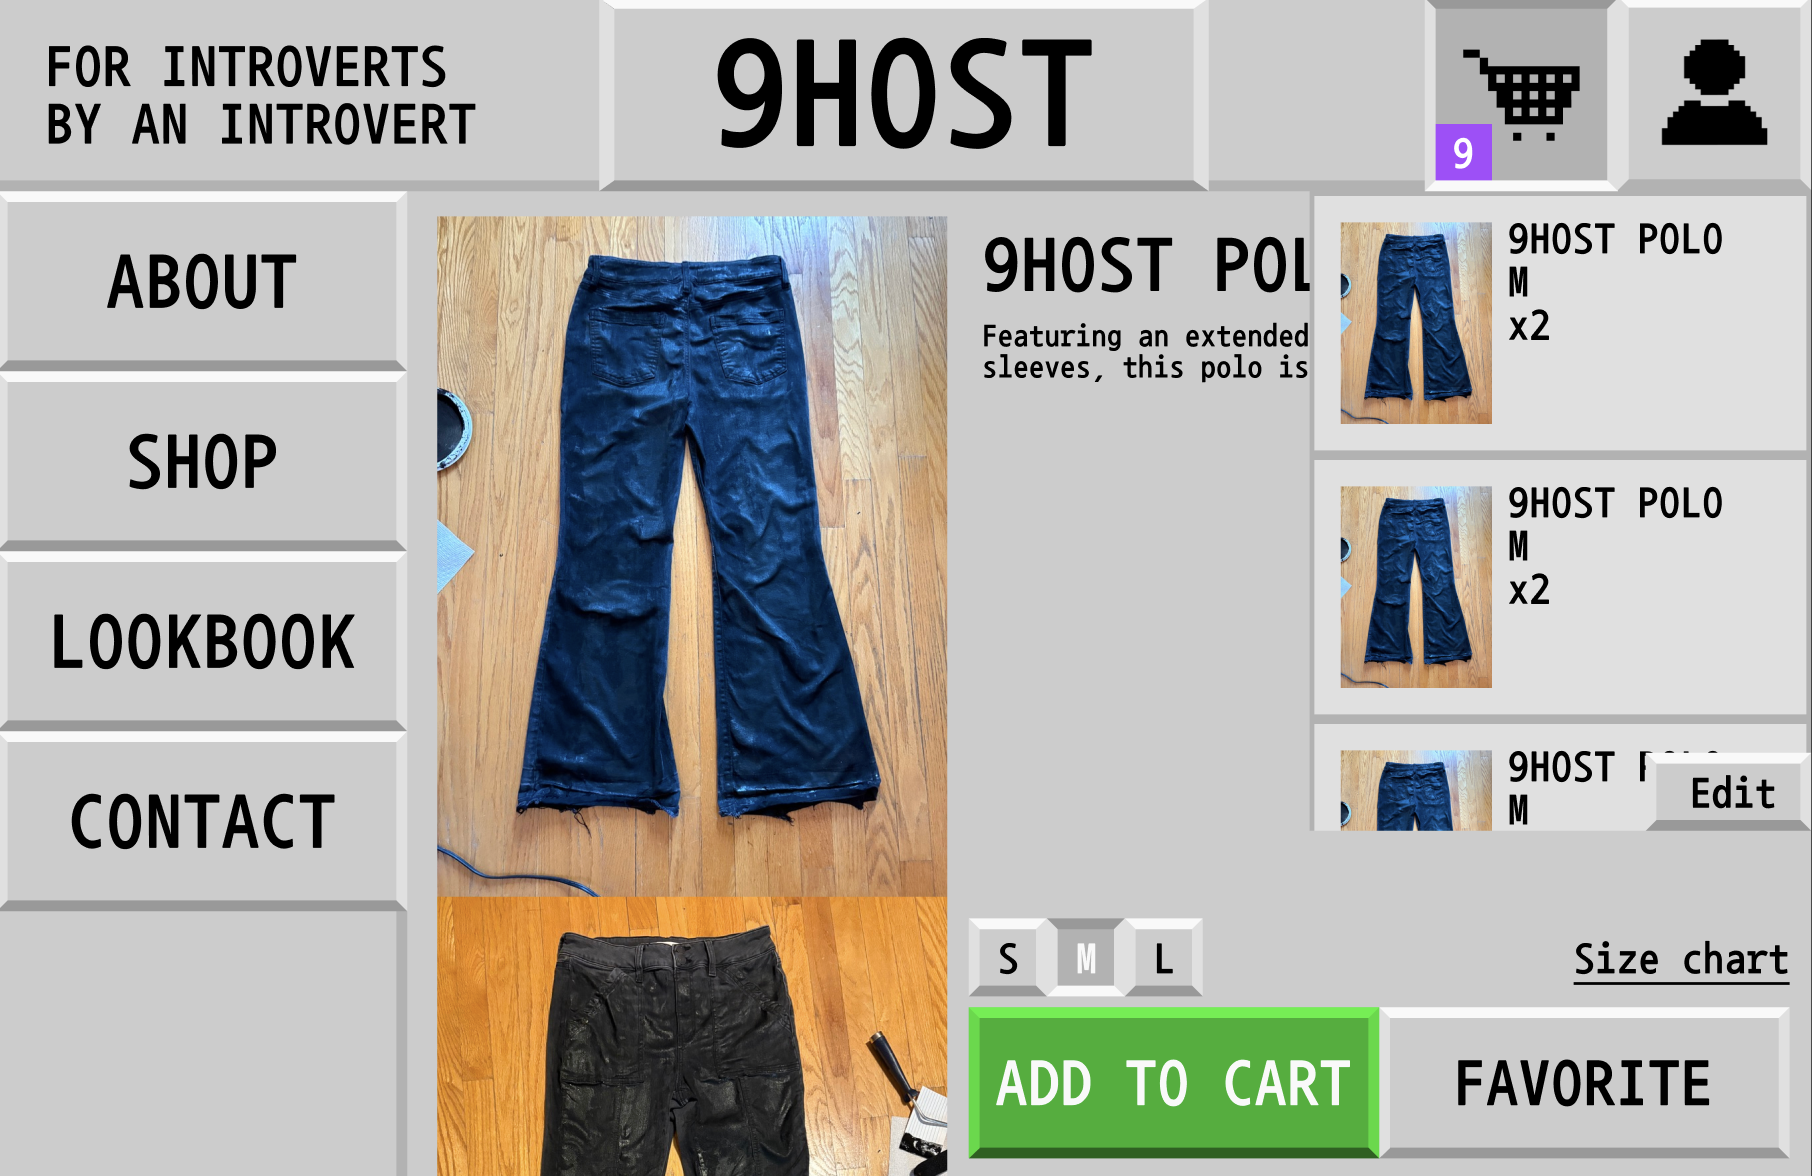 FOR INTROVERTS
BY AN INTROVERT
9HOST
9
ABOUT
SHOP
LOOKBOOK
CONTACT
9HOST POL
Featuring an extended
sleeves, this polo is
9HOST POLO
M
x2
9HOST POLO
M
x2
9HOST POLO
M
Edit
S
M
L
Size chart
ADD TO CART
FAVORITE